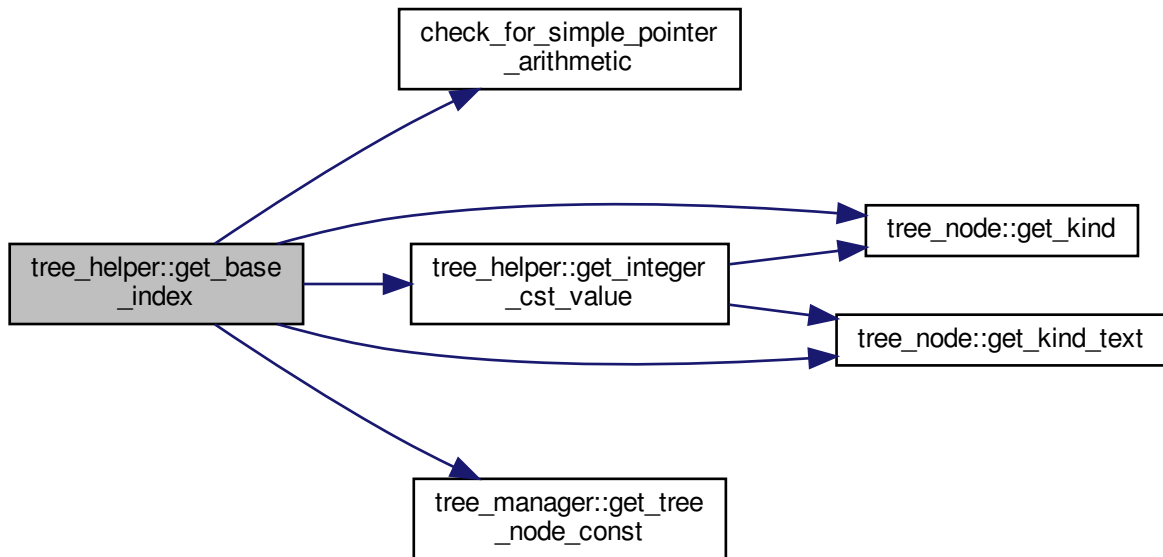 check_for_simple_pointer
_arithmetic
tree_node::get_kind
tree_helper::get_base
_index
tree_helper::get_integer
_cst_value
tree_node::get_kind_text
tree_manager::get_tree
_node_const